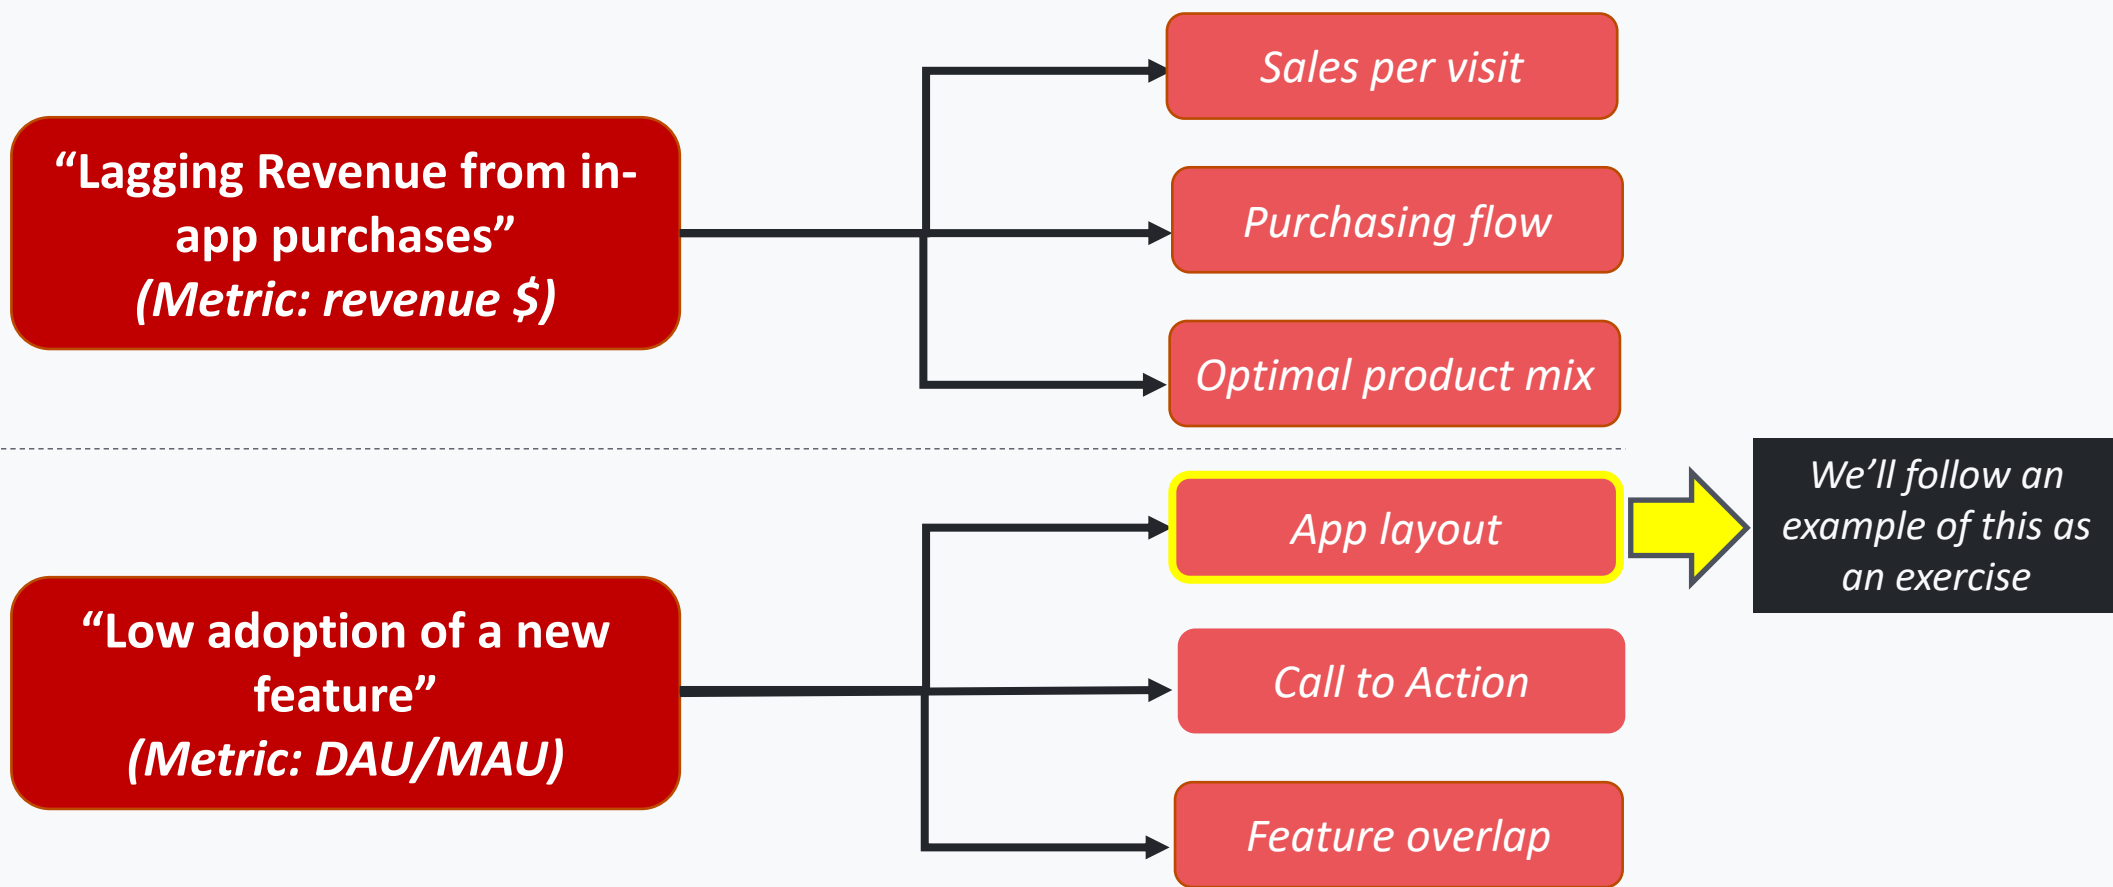 “Lagging Revenue from in-
app purchases”
(Metric: revenue $)
Sales per visit
Purchasing flow
Optimal product mix
“Low adoption of a new
feature”
(Metric: DAU/MAU)
App layout
Call to Action
Feature overlap
We’ll follow an
example of this as
an exercise